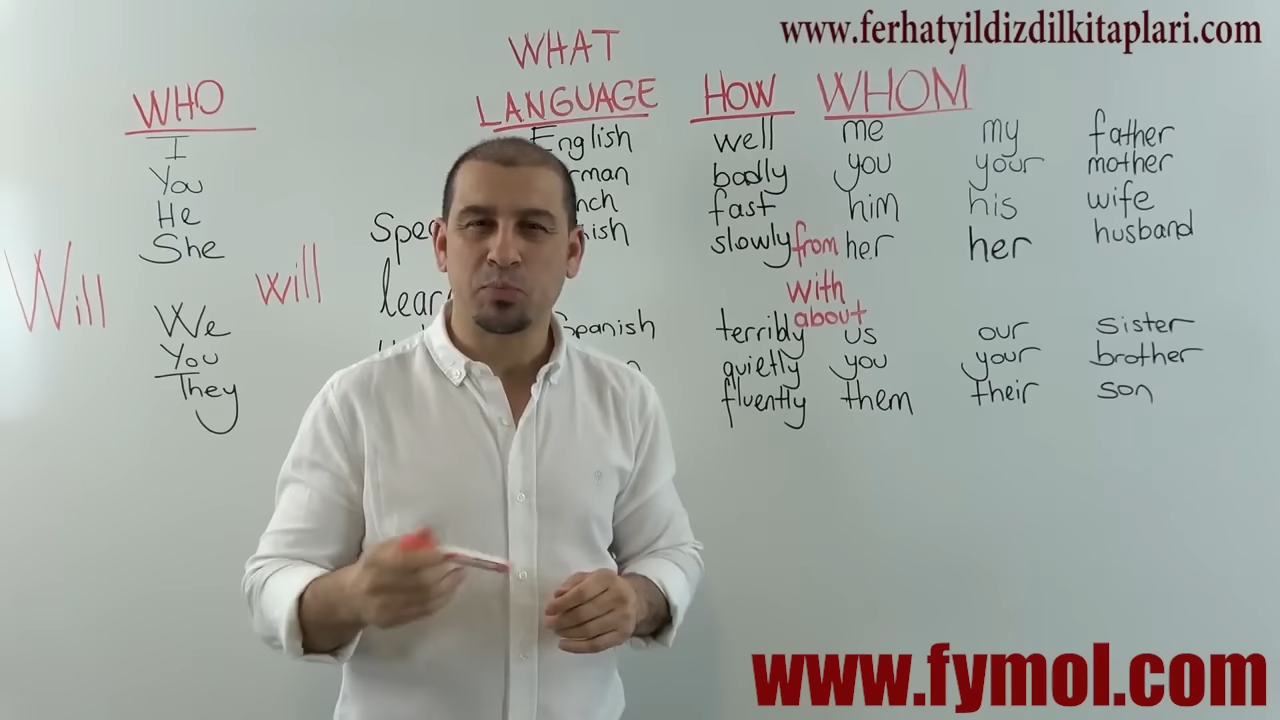 www.ferhatyildizdilkitaplari.com
WHAT
WHO LANGUAGE HOW WHOM
I English well me my father
You badly you your mother
He fast him his wife
She slowly from her her husband
Will will with
about
We Spanish terribly us our sister
You quietly you your brother
They fluently them their son
www.fymol.com